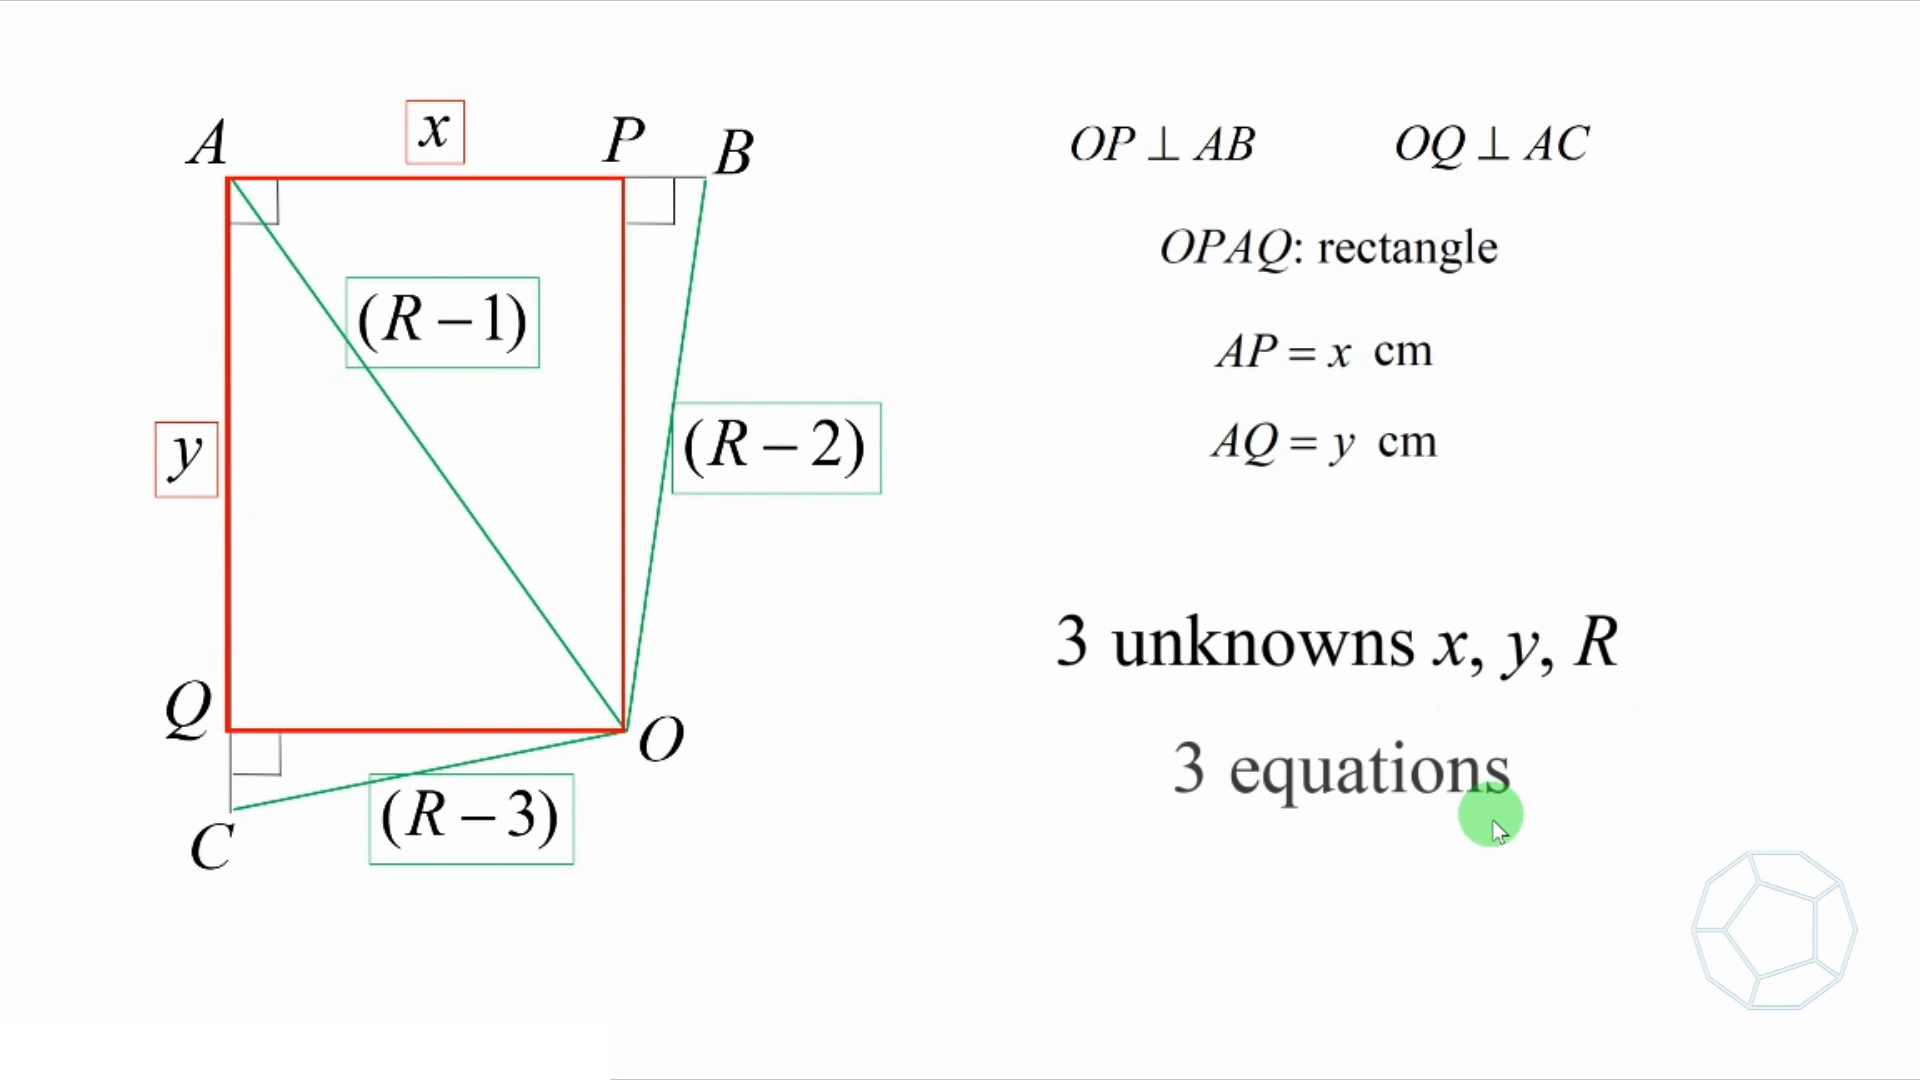 A
x
P
B
OP ⊥ AB
OQ ⊥ AC
OPAQ: rectangle
(R − 1)
AP = x cm
y
(R − 2)
AQ = y cm
3 unknowns x, y, R
Q
O
3 equations
C
(R − 3)